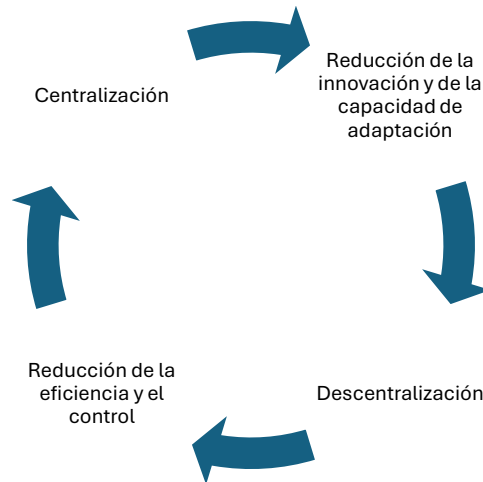 Centralización
Reducción de la
innovación y de la
capacidad de
adaptación
Descentralización
Reducción de la
eficiencia y el
control